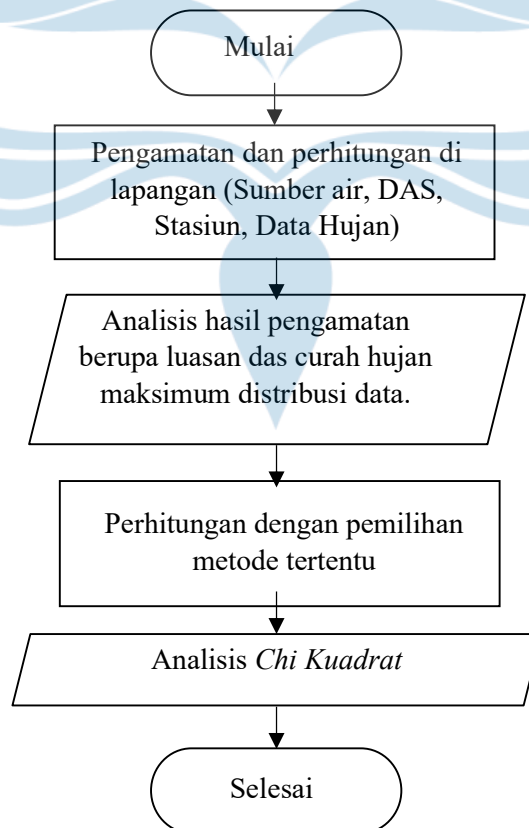 Mulai
Pengamatan dan perhitungan di
lapangan (Sumber air, DAS,
Stasiun, Data Hujan)
Analisis hasil pengamatan
berupa luasan das curah hujan
maksimum distribusi data.
Perhitungan dengan pemilihan
metode tertentu
Analisis Chi Kuadrat
Selesai